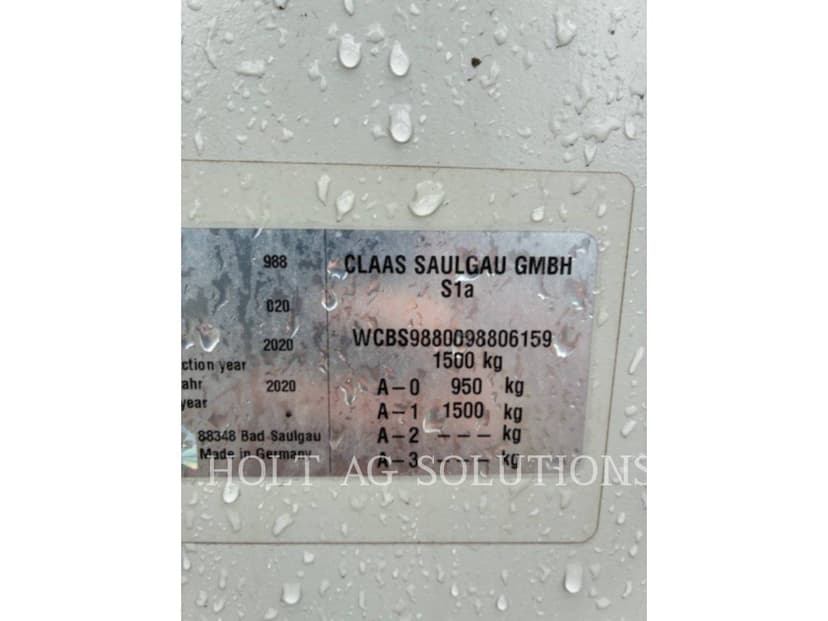 988
020
2020
ction year
ahr 2020
year
88348 Bad Saulgau
Made in Germany
CLAAS SAULGAU GMBH
S1a
WCBS9880098806159
1500 kg
A-0 950 kg
A-1 1500 kg
A-2 --- kg
A-3 --- kg
HOLT AG SOLUTIONS